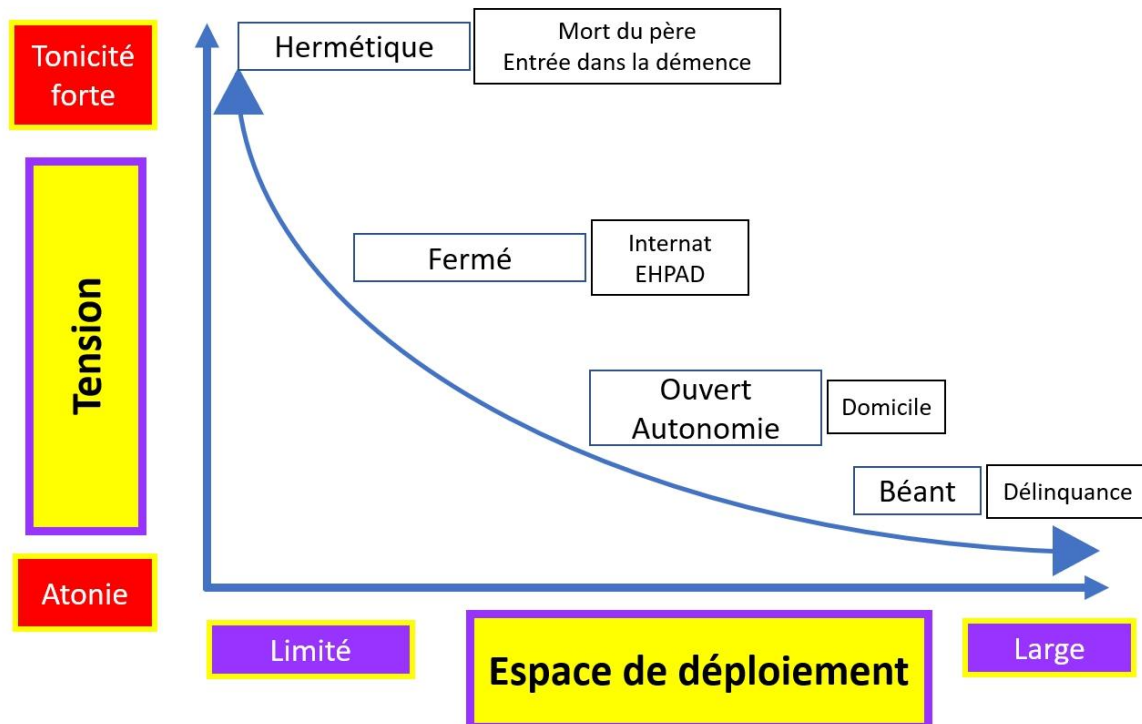 Tonicité
forte
Hermétique
Mort du père
Entrée dans la démence
Tension
Fermé
Internat
EHPAD
Ouvert
Autonomie
Domicile
Béant
Délinquance
Atonie
Limité
Espace de déploiement
Large